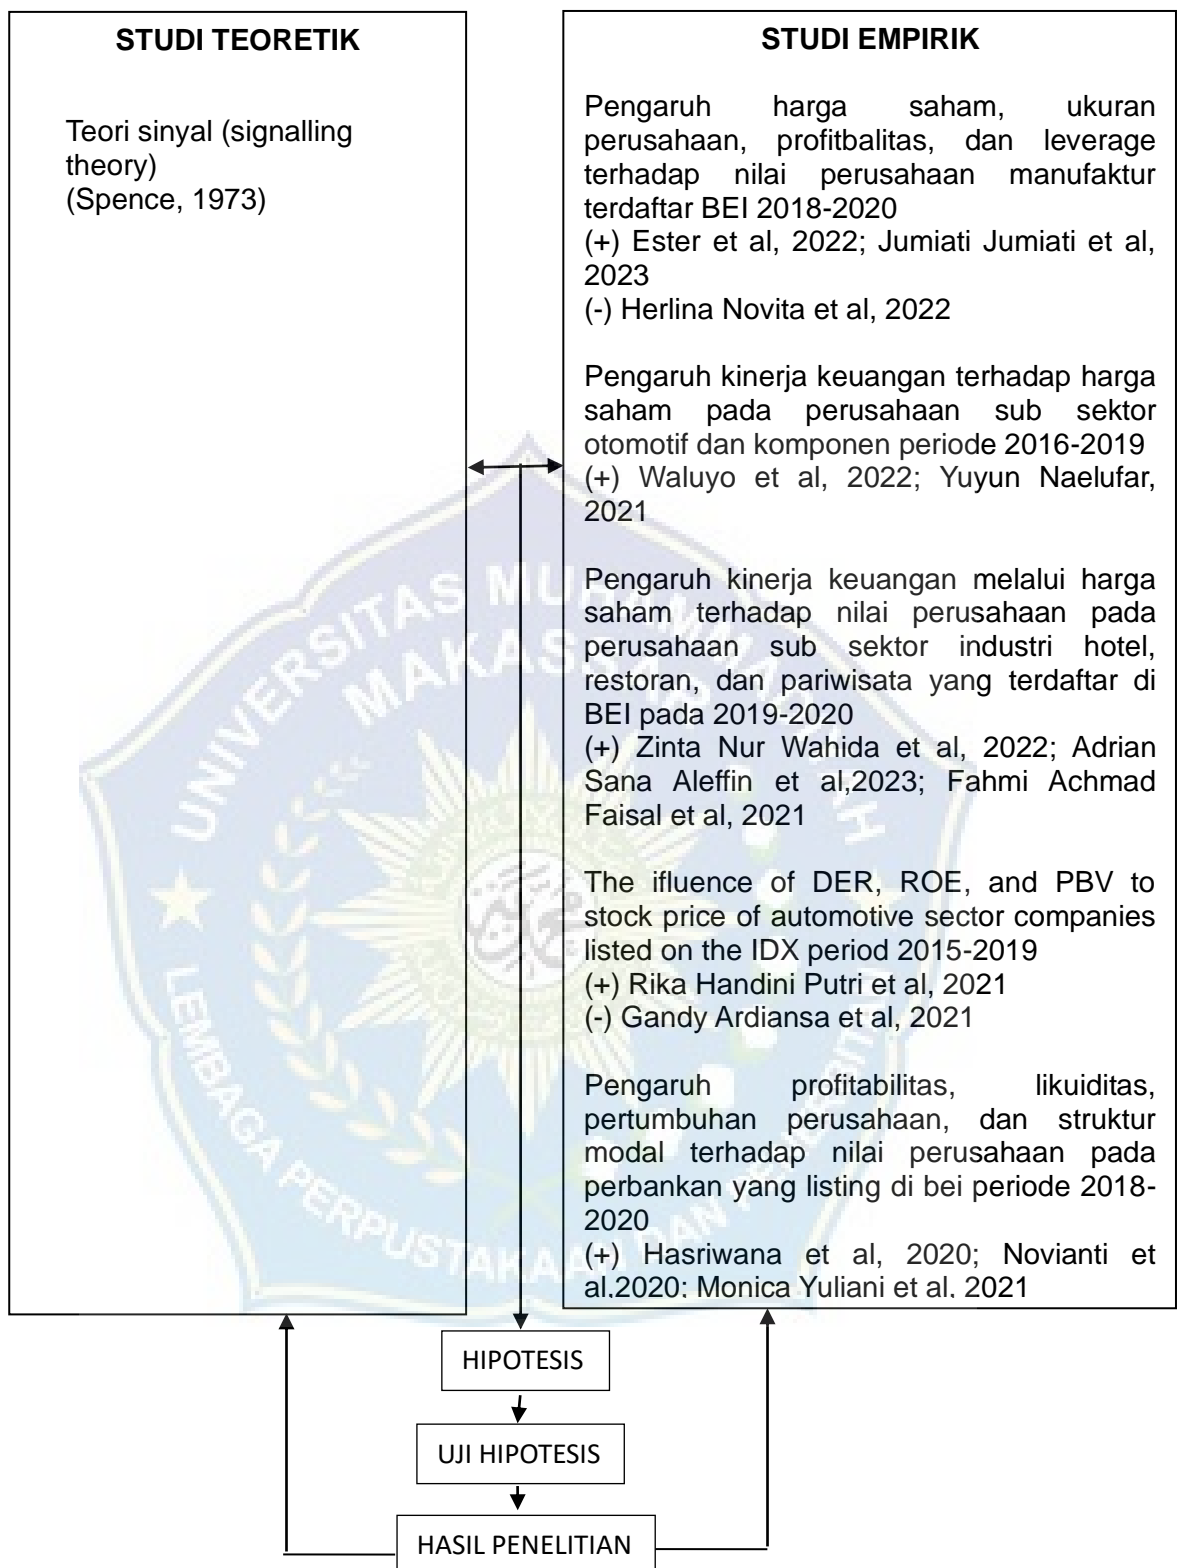 STUDI TEORETIK
Teori sinyal (signalling
theory)
(Spence, 1973)
STUDI EMPIRIK
Pengaruh harga saham, ukuran
perusahaan, profitbalitas, dan leverage
terhadap nilai perusahaan manufaktur
terdaftar BEI 2018-2020
(+) Ester et al, 2022; Jumiati Jumiati et al,
2023
(-) Herlina Novita et al, 2022
Pengaruh kinerja keuangan terhadap harga
saham pada perusahaan sub sektor
otomotif dan komponen periode 2016-2019
(+) Waluyo et al, 2022; Yuyun Naelufar,
2021
Pengaruh kinerja keuangan melalui harga
saham terhadap nilai perusahaan pada
perusahaan sub sektor industri hotel,
restoran, dan pariwisata yang terdaftar di
BEI pada 2019-2020
(+) Zinta Nur Wahida et al, 2022; Adrian
Sana Aleffin et al,2023; Fahmi Achmad
Faisal et al, 2021
The ifluence of DER, ROE, and PBV to
stock price of automotive sector companies
listed on the IDX period 2015-2019
(+) Rika Handini Putri et al, 2021
(-) Gandy Ardiansa et al, 2021
Pengaruh profitabilitas, likuiditas,
pertumbuhan perusahaan, dan struktur
modal terhadap nilai perusahaan pada
perbankan yang listing di bei periode 2018-
2020
(+) Hasriwana et al, 2020; Novianti et
al,2020; Monica Yuliani et al, 2021
HIPOTESIS
UJI HIPOTESIS
HASIL PENELITIAN
UNIVERSITAS MUHAMMADIYAH
MAKASSAR
LEMBAGA PERPUSTAKAAN DAN PENERBITAN